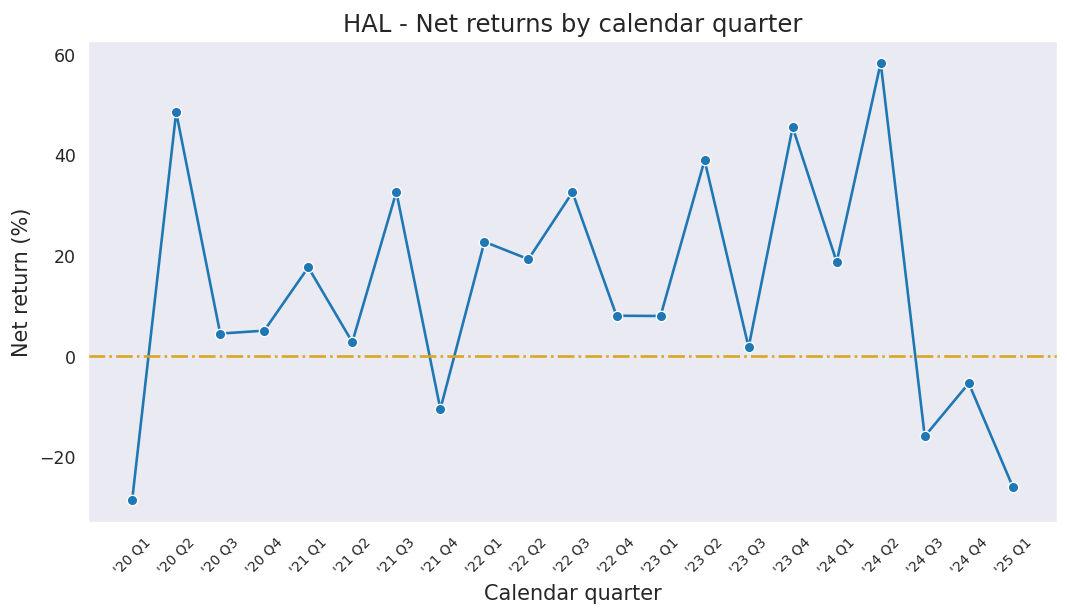 HAL - Net returns by calendar quarter
Net return (%)
60
40
20
0
−20
'20 Q1
'20 Q2
'20 Q3
'20 Q4
'21 Q1
'21 Q2
'21 Q3
'21 Q4
'22 Q1
'22 Q2
'22 Q3
'22 Q4
'23 Q1
'23 Q2
'23 Q3
'23 Q4
'24 Q1
'24 Q2
'24 Q3
'24 Q4
'25 Q1
Calendar quarter